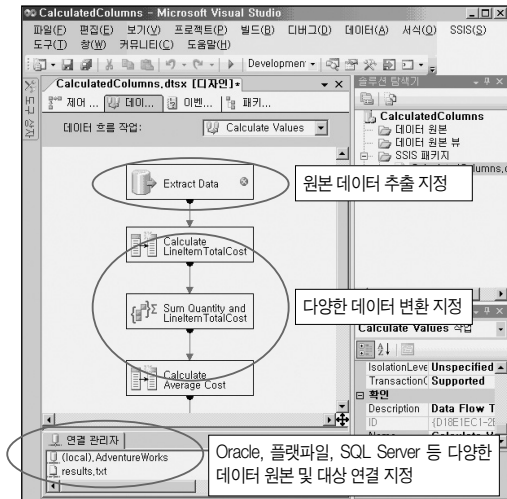 CalculatedColumns - Microsoft Visual Studio
파일(F) 편집(E) 보기(V) 프로젝트(P) 빌드(B) 디버그(D) 데이터(A) 서식(O) SSIS(S)
도구(T) 창(W) 커뮤니티(C) 도움말(H)
Developmen
CalculatedColumns.dtsx [디자인]*
솔루션 탐색기
도구 상자
제어 ... 데이... 이벤... 패키...
데이터 흐름 작업: Calculate Values
CalculatedColumns
데이터 원본
데이터 원본 뷰
SSIS 패키지
Extract Data
원본 데이터 추출 지정
Calculate
LineItemTotalCost
Sum Quantity and
LineItemTotalCost
다양한 데이터 변환 지정
Calculate
Average Cost
Calculate Values 작업
IsolationLeve Unspecified
Transaction( Supported
확인
Description Data Flow T
ID {D18E1EC1-2
연결 관리자
(local).AdventureWorks
results.txt
Oracle, 플랫파일, SQL Server 등 다양한
데이터 원본 및 대상 연결 지정